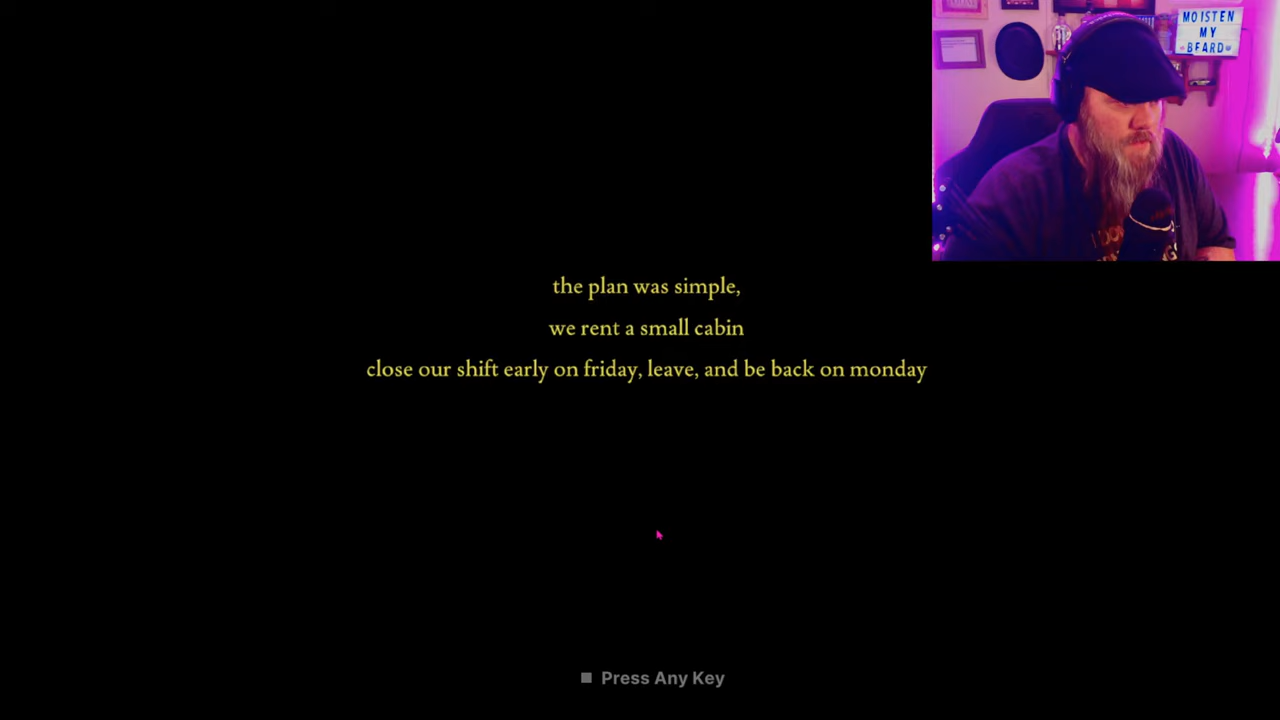 MOISTEN
MY
BEARD
the plan was simple,
we rent a small cabin
close our shift early on friday, leave, and be back on monday
Press Any Key